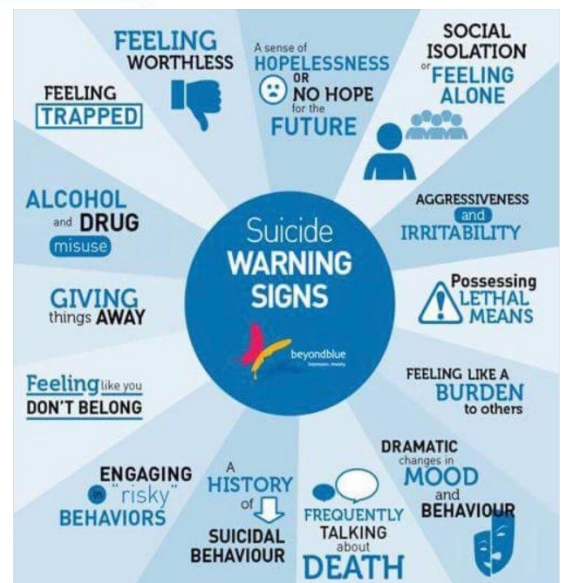 Suicide
WARNING
SIGNS
beyondblue
Depression. Anxiety.
FEELING
WORTHLESS
A sense of
HOPELESSNESS
OR
NO HOPE
for the
FUTURE
SOCIAL
ISOLATION
or FEELING
ALONE
AGGRESSIVENESS
and
IRRITABILITY
Possessing
LETHAL
MEANS
FEELING LIKE A
BURDEN
to others
DRAMATIC
changes in
MOOD
and
BEHAVIOUR
FREQUENTLY
TALKING
about
DEATH
A
HISTORY
of
SUICIDAL
BEHAVIOUR
ENGAGING
in "risky"
BEHAVIORS
Feeling like you
DON'T BELONG
GIVING
things AWAY
ALCOHOL
and DRUG
misuse
FEELING
TRAPPED